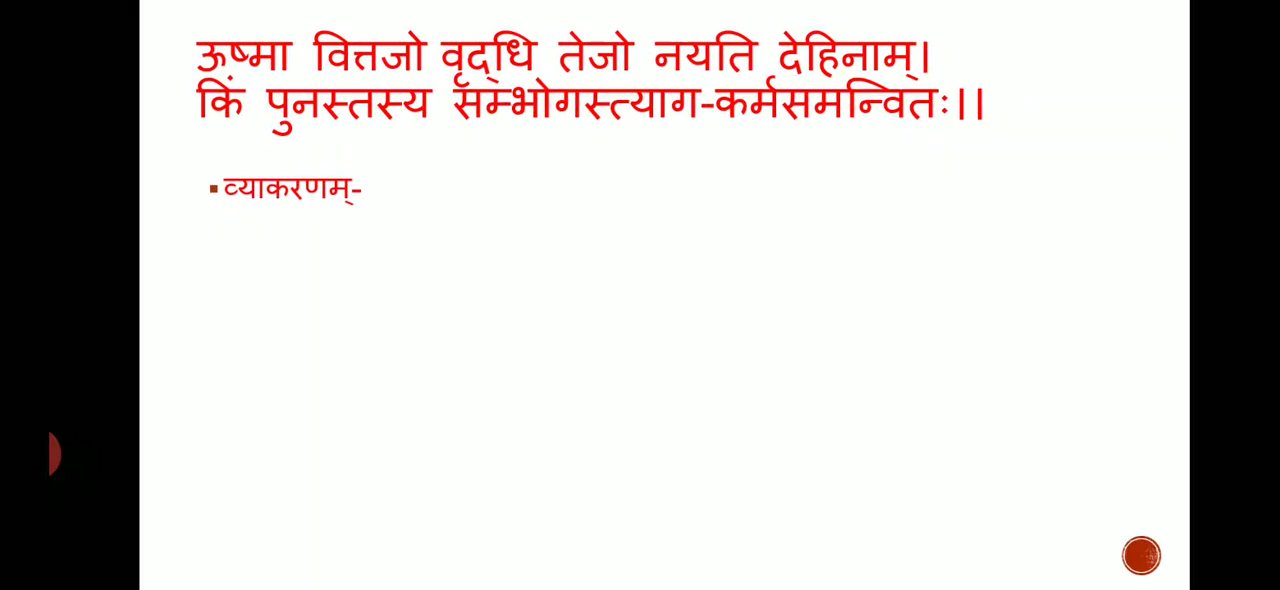 ऊष्मा वित्तजो वृद्धि तेजो नयति देहिनाम्।
किं पुनस्तस्य सम्भोगस्त्याग-कर्मसमन्वितः।।
▪ व्याकरणम्-